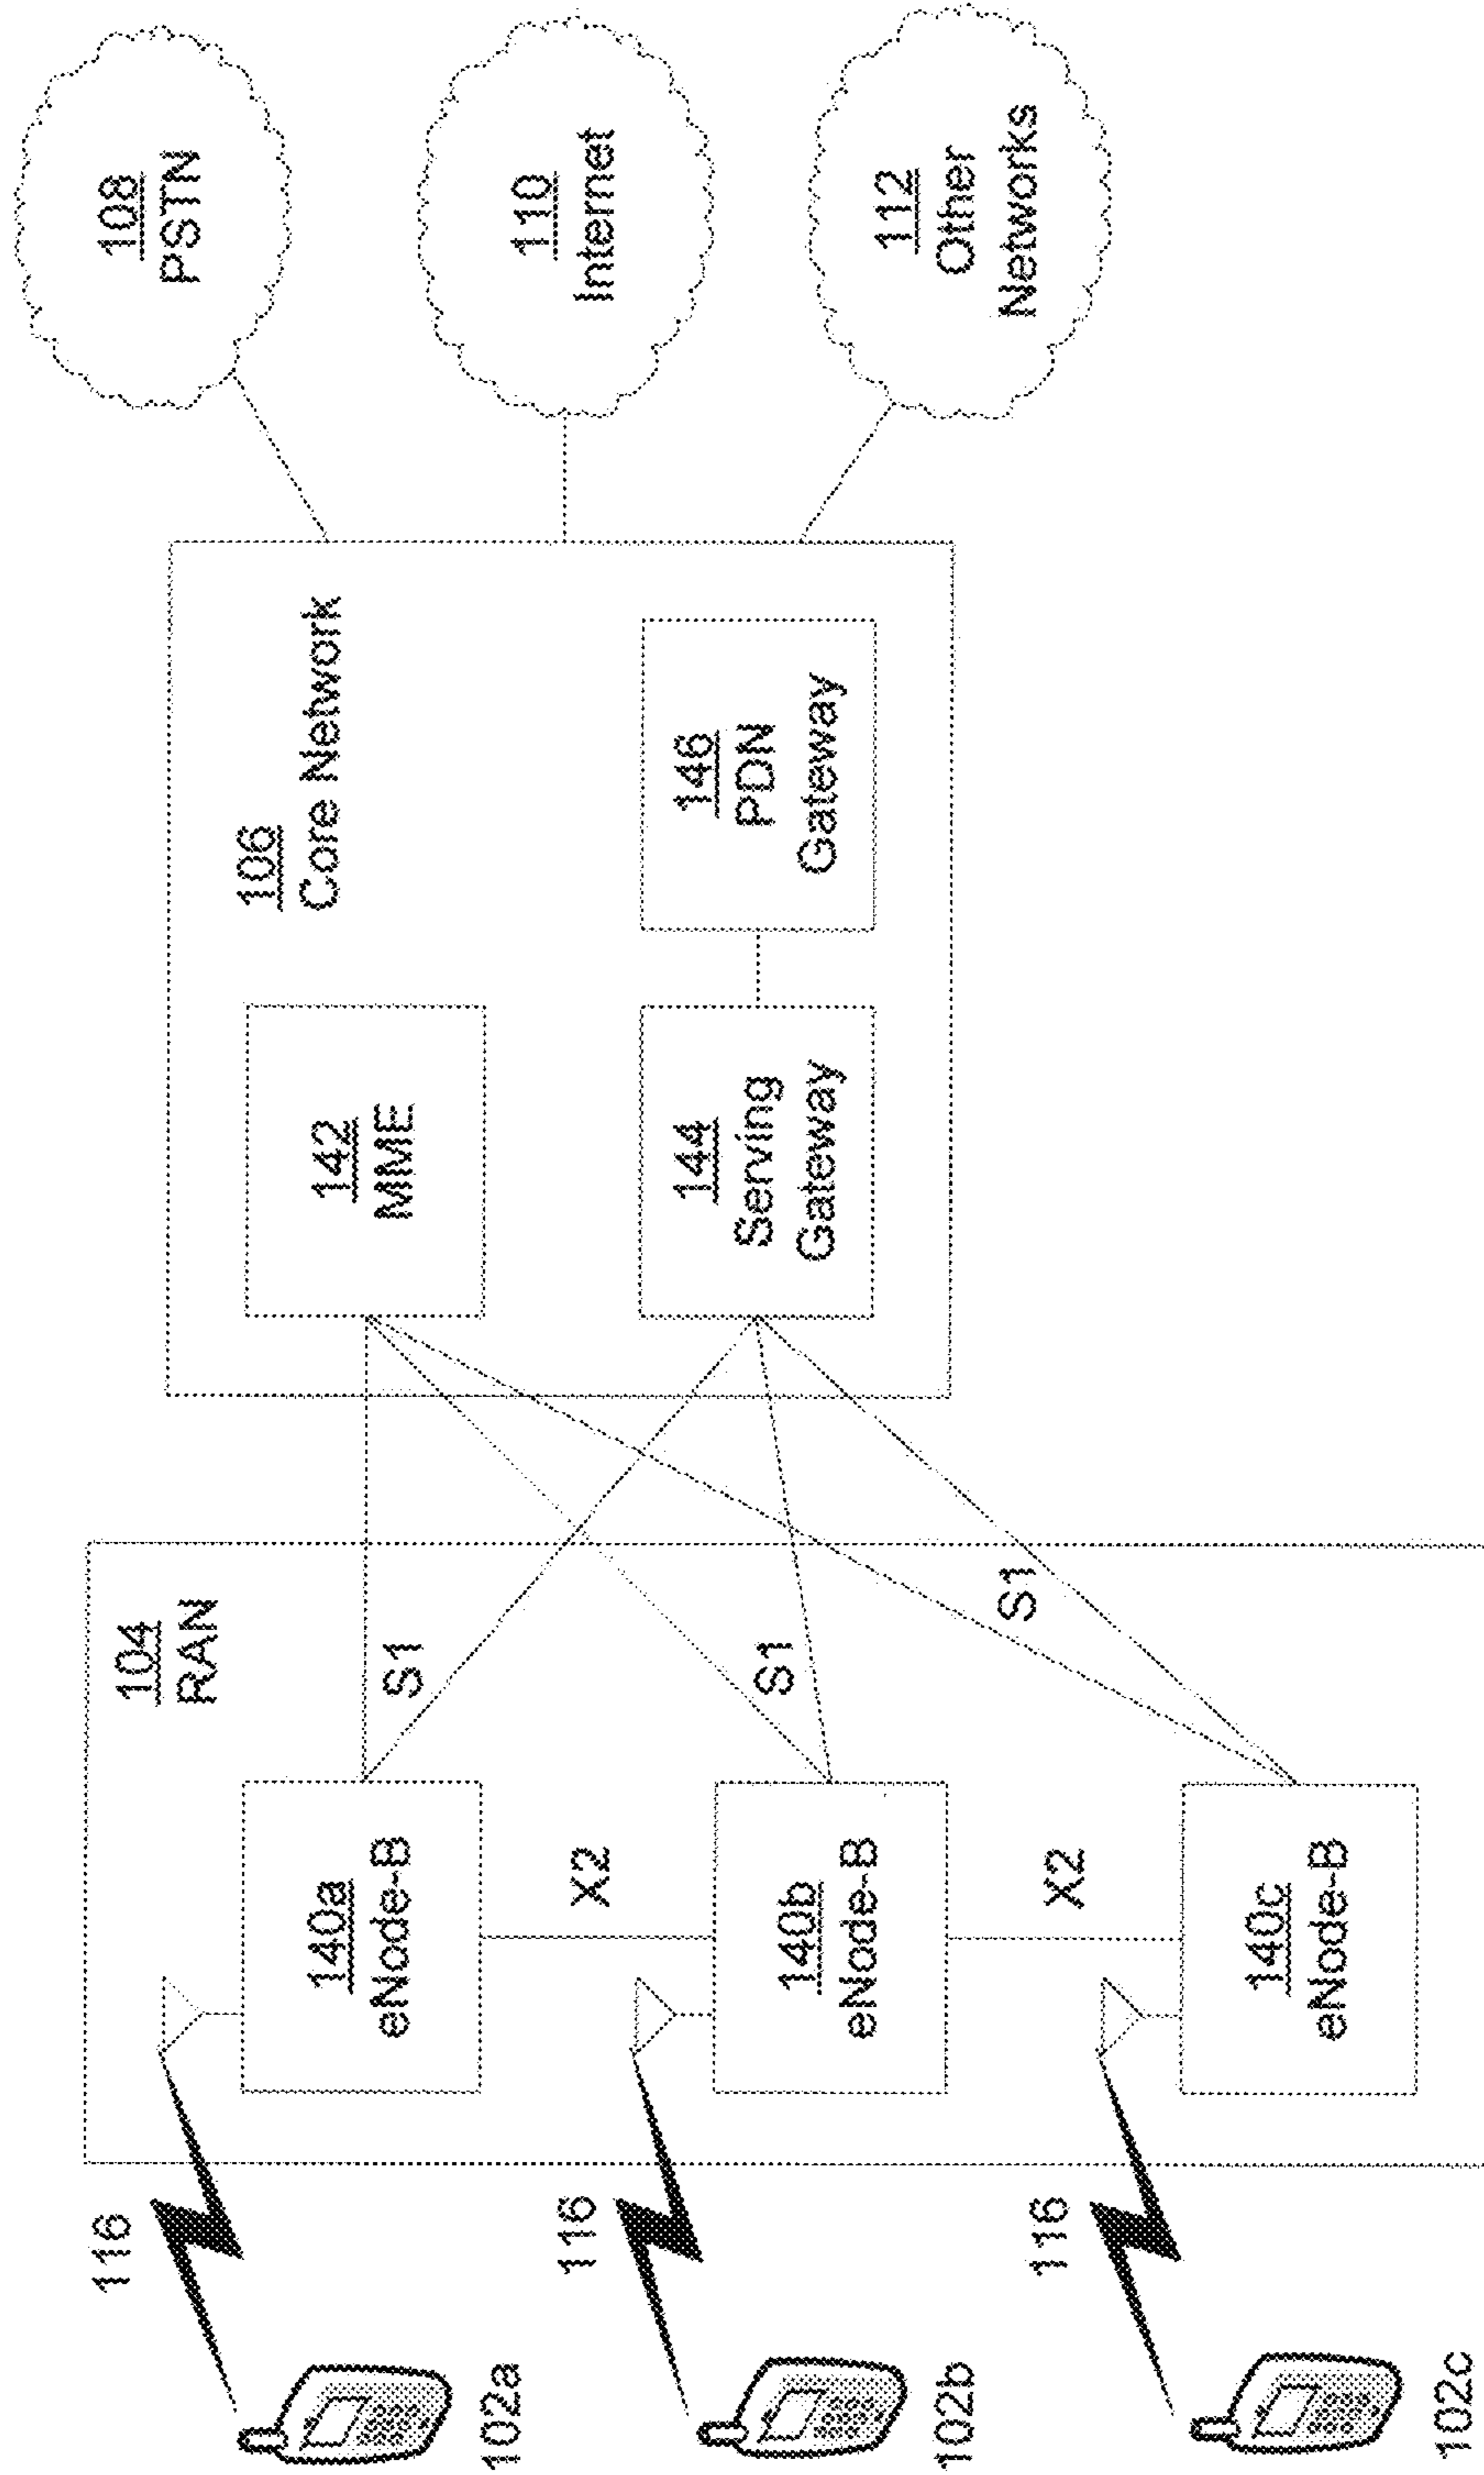 116
102a
116
102b
116
102c
104
RAN
140a
eNode-B
X2
140b
eNode-B
X2
140c
eNode-B
S1
S1
S1
106
Core Network
142
MME
144
Serving
Gateway
146
PDN
Gateway
108
PSTN
110
Internet
112
Other
Networks